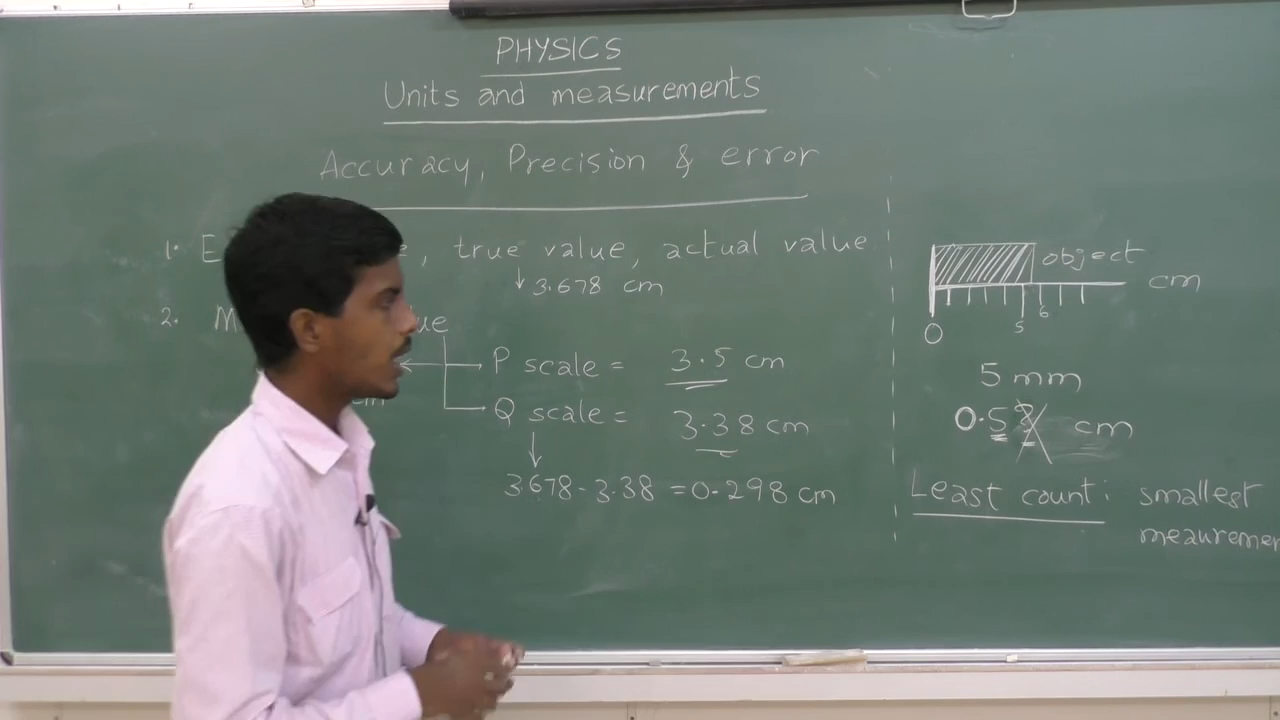 PHYSICS
Units and measurements
Accuracy, Precision & error
1. E , true value, actual value
↓ 3.678 cm
2. M ue
P scale = 3.5 cm
cm
Q scale = 3.38 cm
3.678 - 3.38 = 0.298 cm
object
cm
0 5 6
5 mm
0.5 cm
Least count: smallest
meauremen